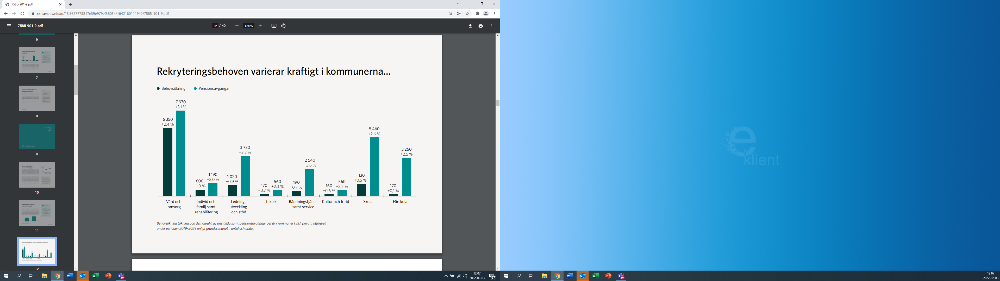 7585-901-9.pdf
skr.se/download/18.5627773817e39e979ef38054/1642160111940/7585-901-9.pdf
7585-901-9.pdf
12 / 40
150%
6
7
8
2
9
10
11
12
Rekryteringsbehoven varierar kraftigt i kommunerna...
Behovsökning Pensionsavgångar
6 350
+2,4 %
7 970
+3,1 %
600
+1,0 %
1 190
+2,0 %
1 020
+0,9 %
3 730
+3,2 %
170
+0,7 %
560
+2,3 %
490
+0,7 %
2 540
+3,6 %
160
+0,6 %
560
+2,2 %
1 130
+0,5 %
5 460
+2,6 %
170
+0,1 %
3 260
+2,5 %
Vård och
omsorg
Individ och
familj samt
rehabilitering
Ledning,
utveckling
och stöd
Teknik
Räddningstjänst
samt service
Kultur och fritid
Skola
Förskola
Behovsökning (ökning pga demografi) av anställda samt pensionsavgångar per år i kommuner (inkl. privata utförare)
under perioden 2019–2029 enligt grundscenariot, i antal och andel.
e
klient
12:07
2022-02-03
27
9+
12:07
2022-02-03
9+